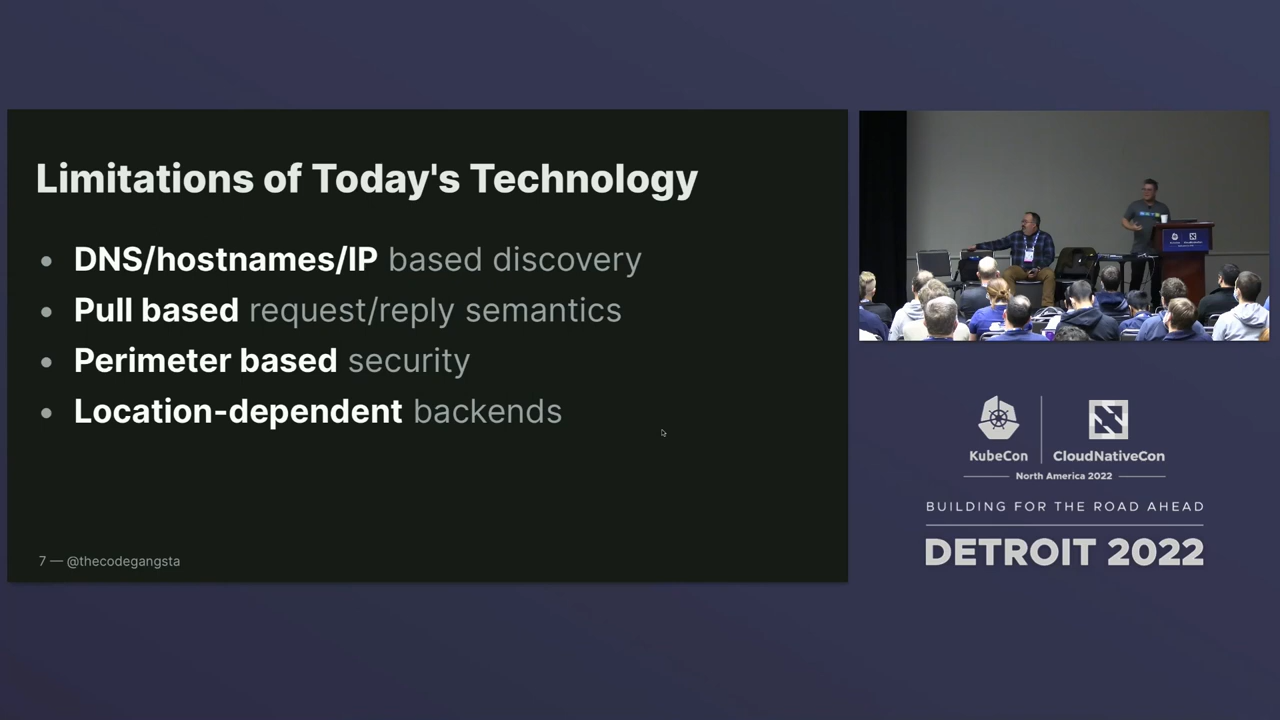 Limitations of Today's Technology
• DNS/hostnames/IP based discovery
• Pull based request/reply semantics
• Perimeter based security
• Location-dependent backends
7 — @thecodegangsta
KubeCon
CloudNativeCon
North America 2022
BUILDING FOR THE ROAD AHEAD
DETROIT 2022